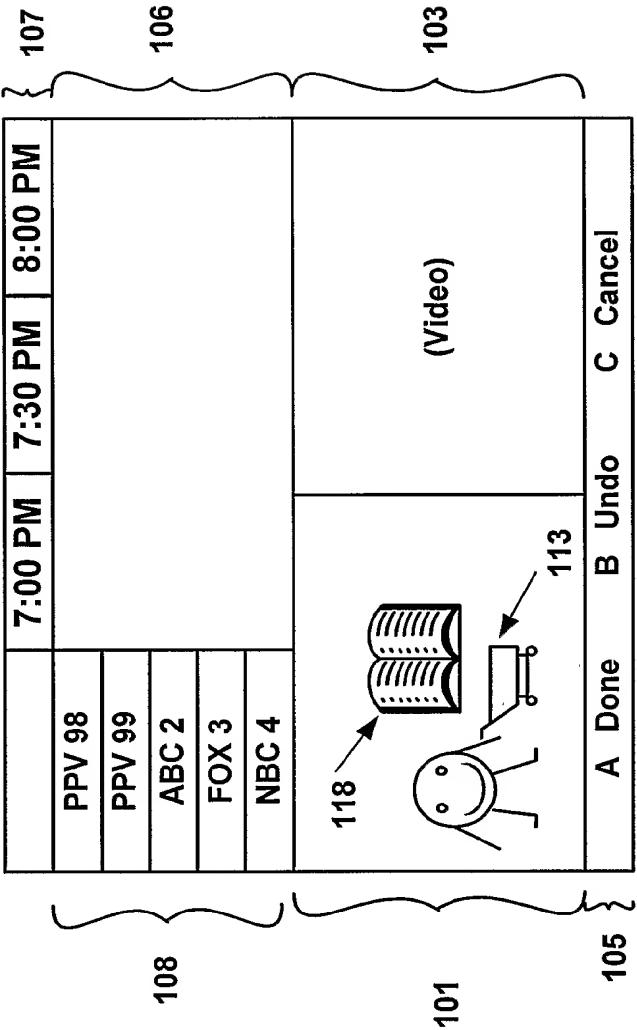 107
106
103
7:00 PM 7:30 PM 8:00 PM
PPV 98
PPV 99
ABC 2
FOX 3
NBC 4
118
113
(Video)
A Done B Undo C Cancel
108
101
105